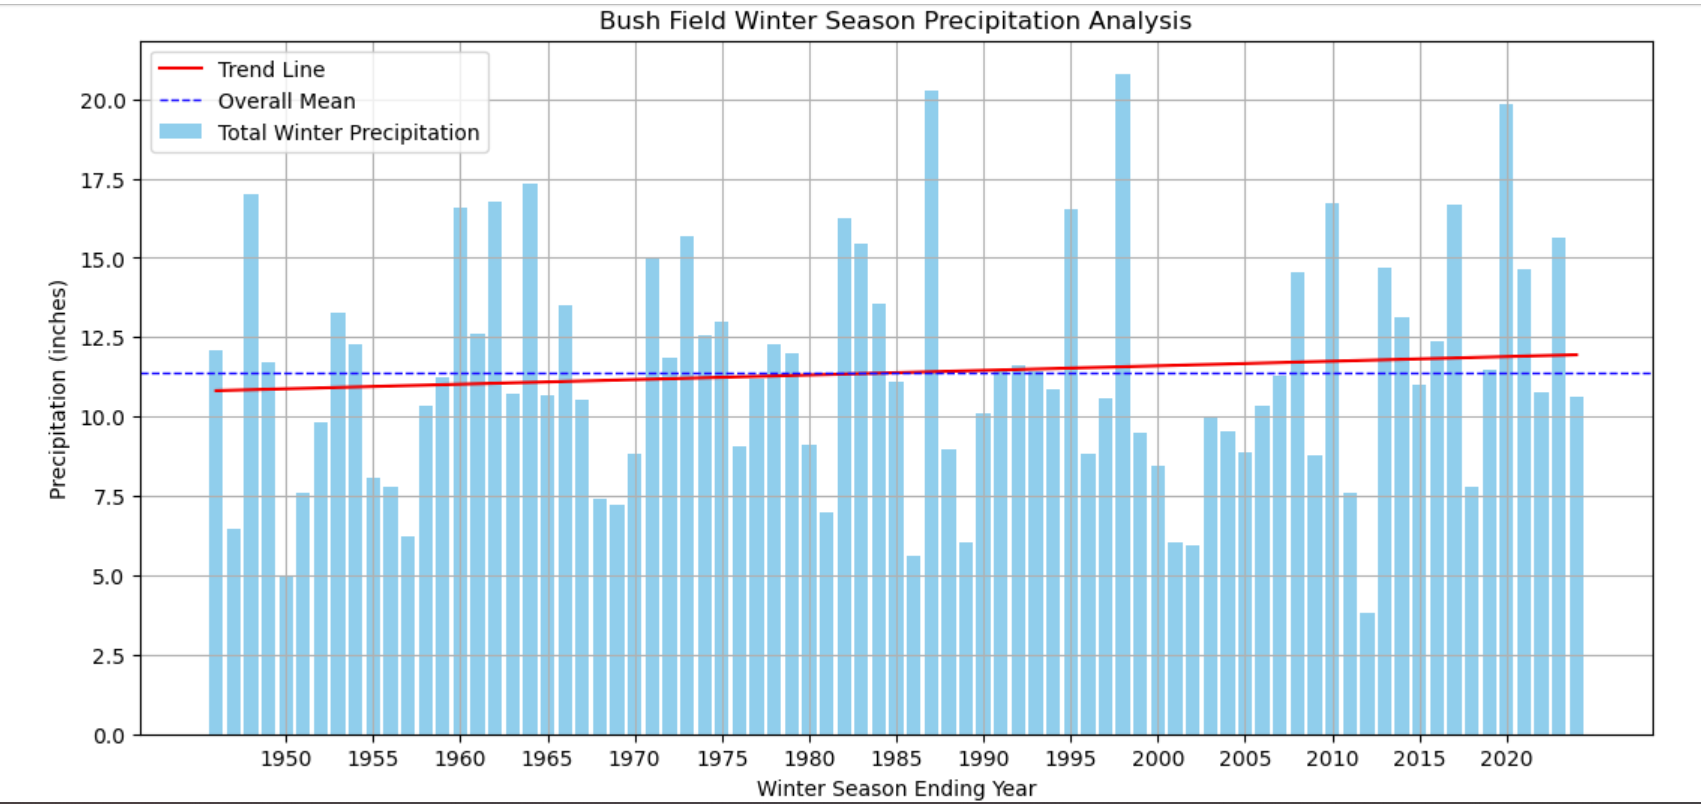 Bush Field Winter Season Precipitation Analysis
Trend Line
Overall Mean
Total Winter Precipitation
Precipitation (inches)
20.0
17.5
15.0
12.5
10.0
7.5
5.0
2.5
0.0
1950 1955 1960 1965 1970 1975 1980 1985 1990 1995 2000 2005 2010 2015 2020
Winter Season Ending Year